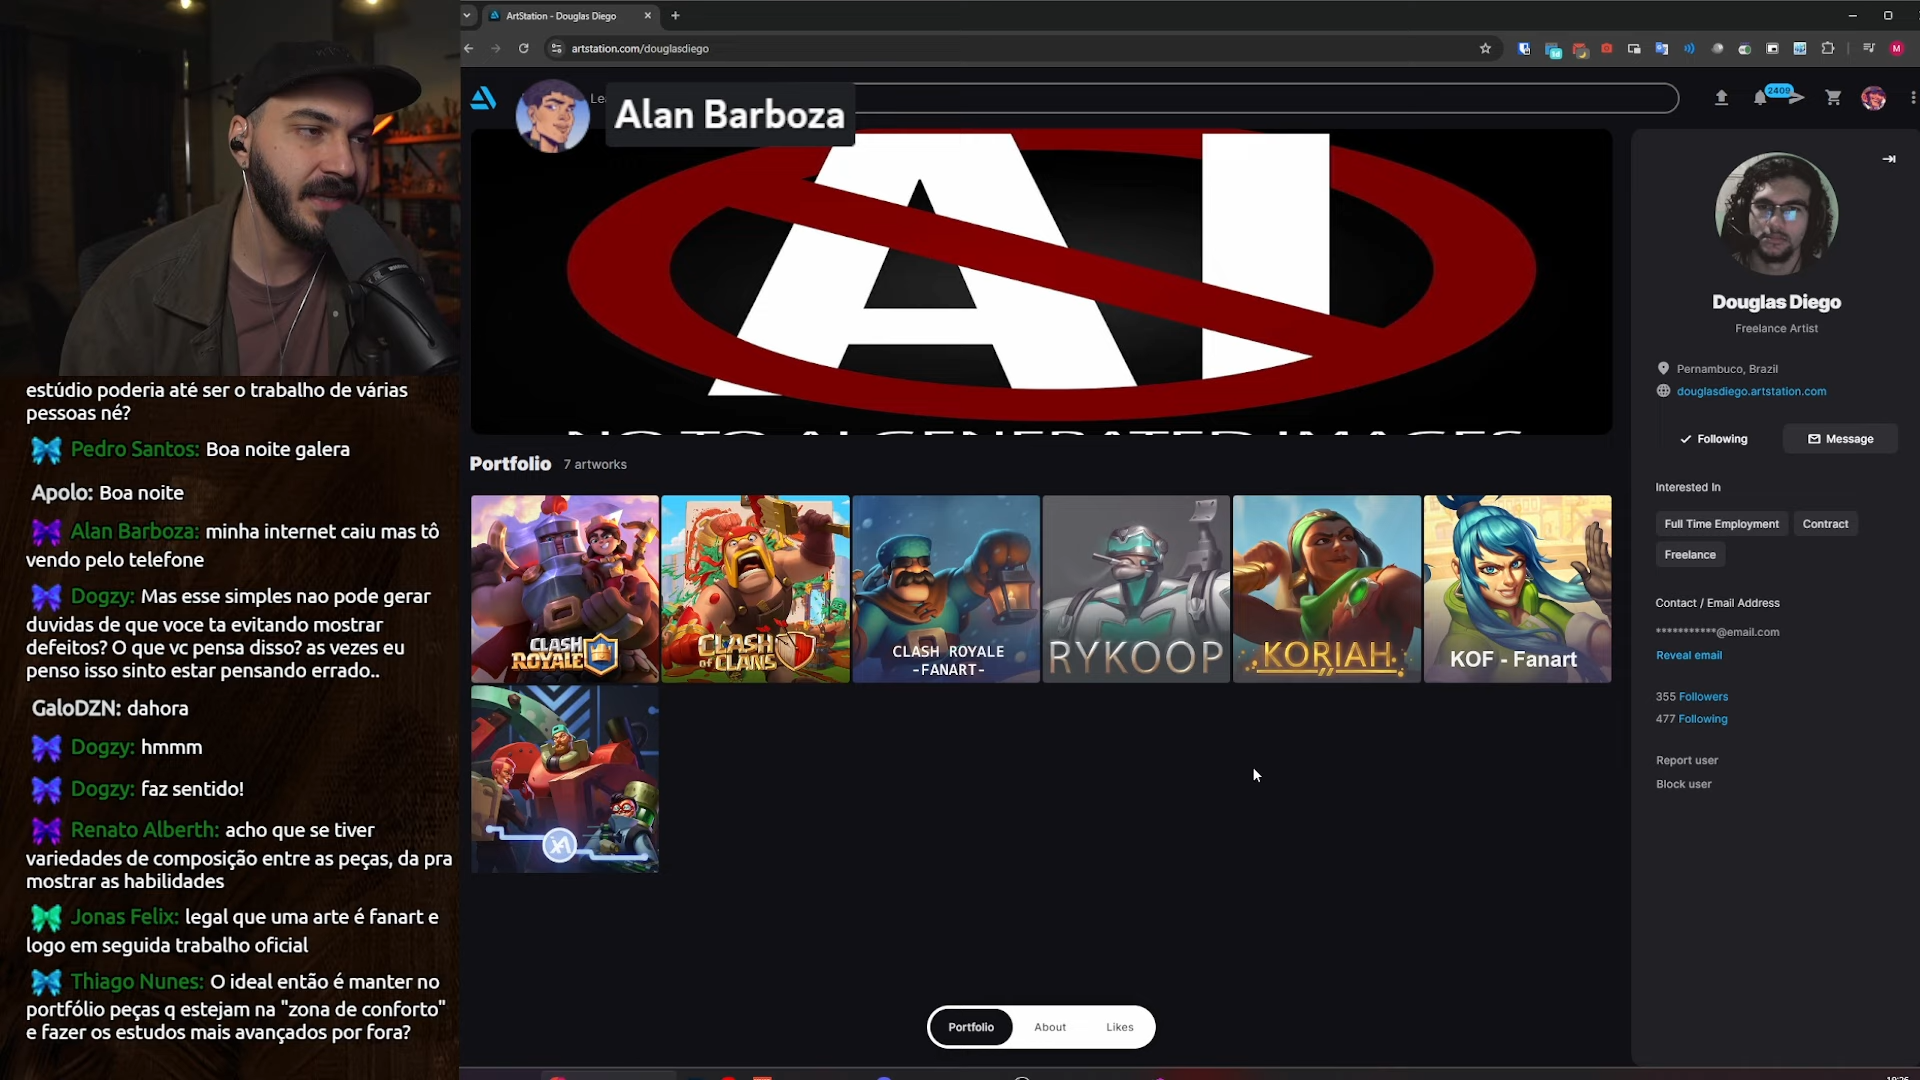 ArtStation - Douglas Diego
artstation.com/douglasdiego
M
Alan Barboza
2409
AI
Douglas Diego
Freelance Artist
Pernambuco, Brazil
douglasdiego.artstation.com
Following
Message
Interested In
Full Time Employment
Contract
Freelance
Contact / Email Address
***********@email.com
Reveal email
355 Followers
477 Following
Report user
Block user
Portfolio 7 artworks
CLASH
ROYALE
CLASH
OF CLANS
CLASH ROYALE
-FANART-
RYKOOP
KORIAH
KOF - Fanart
Portfolio
About
Likes
estúdio poderia até ser o trabalho de várias
pessoas né?
Pedro Santos: Boa noite galera
Apolo: Boa noite
Alan Barboza: minha internet caiu mas tô
vendo pelo telefone
Dogzy: Mas esse simples nao pode gerar
duvidas de que voce ta evitando mostrar
defeitos? O que vc pensa disso? as vezes eu
penso isso sinto estar pensando errado..
GaloDZN: dahora
Dogzy: hmmm
Dogzy: faz sentido!
Renato Alberth: acho que se tiver
variedades de composição entre as peças, da pra
mostrar as habilidades
Jonas Felix: legal que uma arte é fanart e
logo em seguida trabalho oficial
Thiago Nunes: O ideal então é manter no
portfólio peças q estejam na "zona de conforto"
e fazer os estudos mais avançados por fora?